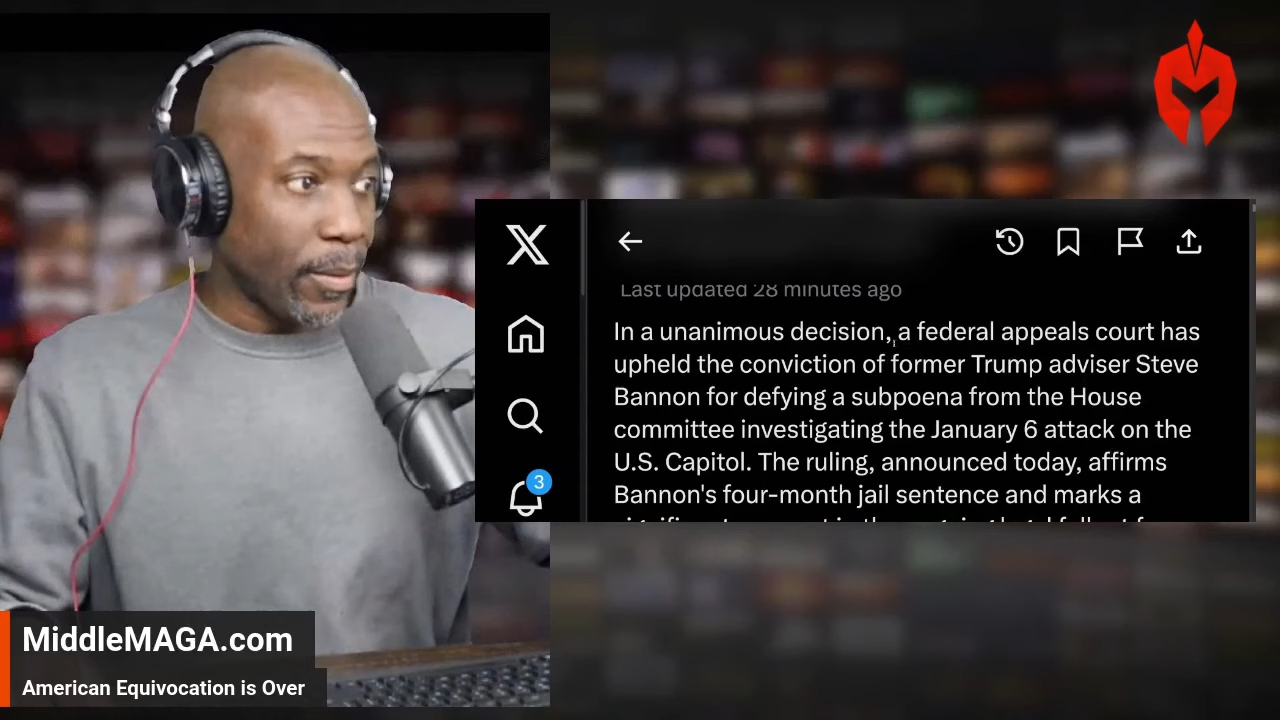 Last updated 28 minutes ago
In a unanimous decision, a federal appeals court has
upheld the conviction of former Trump adviser Steve
Bannon for defying a subpoena from the House
committee investigating the January 6 attack on the
U.S. Capitol. The ruling, announced today, affirms
Bannon's four-month jail sentence and marks a
3
MiddleMAGA.com
American Equivocation is Over